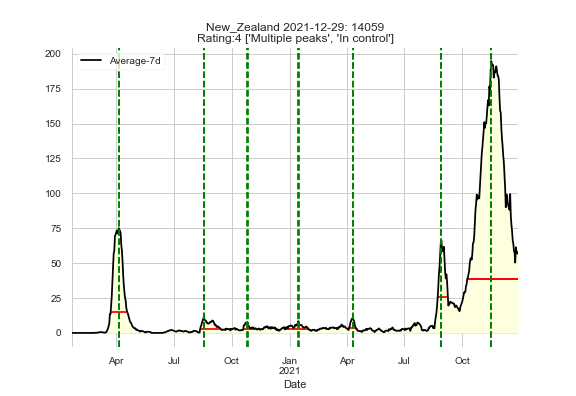 New_Zealand 2021-12-29: 14059
Rating:4 ['Multiple peaks', 'In control']
Average-7d
200
175
150
125
100
75
50
25
0
Apr Jul Oct Jan Apr Jul Oct
2021
Date